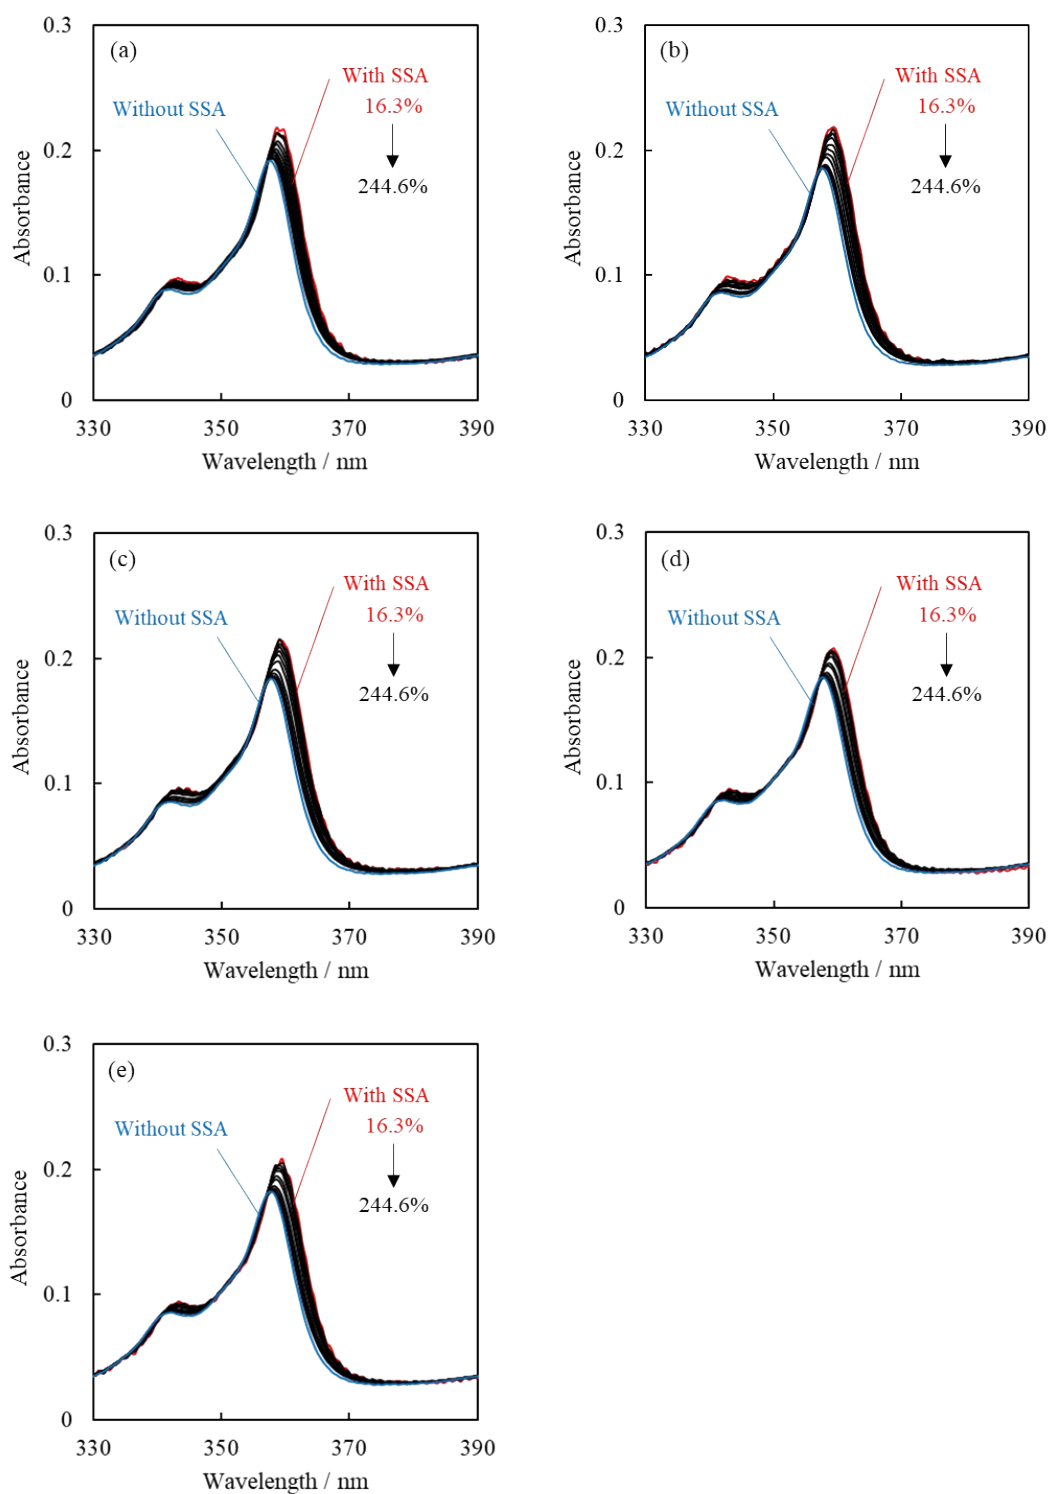 (a)
0.3
0.2
0.1
0
Absorbance
Without SSA
With SSA
16.3%
244.6%
330
350
370
390
Wavelength / nm
(b)
0.3
0.2
0.1
0
Absorbance
Without SSA
With SSA
16.3%
244.6%
330
350
370
390
Wavelength / nm
(c)
0.3
0.2
0.1
0
Absorbance
Without SSA
With SSA
16.3%
244.6%
330
350
370
390
Wavelength / nm
(d)
0.3
0.2
0.1
0
Absorbance
Without SSA
With SSA
16.3%
244.6%
330
350
370
390
Wavelength / nm
(e)
0.3
0.2
0.1
0
Absorbance
Without SSA
With SSA
16.3%
244.6%
330
350
370
390
Wavelength / nm